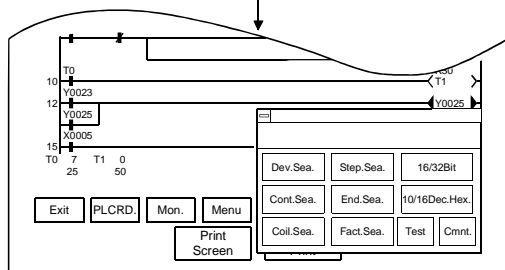 T0
K50
10
T1
Y0023
12
Y0025
Y0025
X0005
15
T0 7 T1 0
25 50
Dev.Sea. Step.Sea. 16/32Bit
Cont.Sea. End.Sea. 10/16Dec.Hex.
Coil.Sea. Fact.Sea. Test Cmnt.
Exit PLCRD. Mon. Menu
Print
Screen